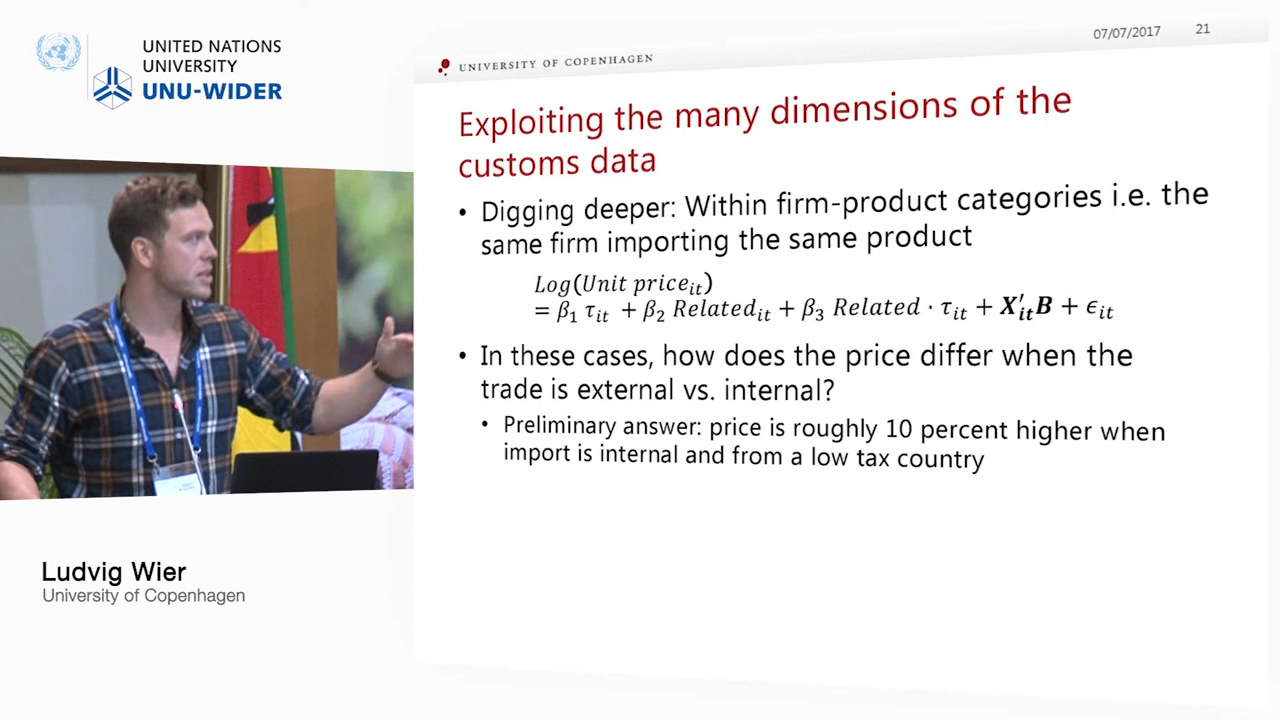 UNITED NATIONS
UNIVERSITY
UNU-WIDER
07/07/2017 21
UNIVERSITY OF COPENHAGEN
Exploiting the many dimensions of the
customs data
• Digging deeper: Within firm-product categories i.e. the
same firm importing the same product
Log(Unit price_it)
= β₁ τ_it + β₂ Related_it + β₃ Related · τ_it + X′_it B + ϵ_it
• In these cases, how does the price differ when the
trade is external vs. internal?
• Preliminary answer: price is roughly 10 percent higher when
import is internal and from a low tax country
Ludvig Wier
University of Copenhagen